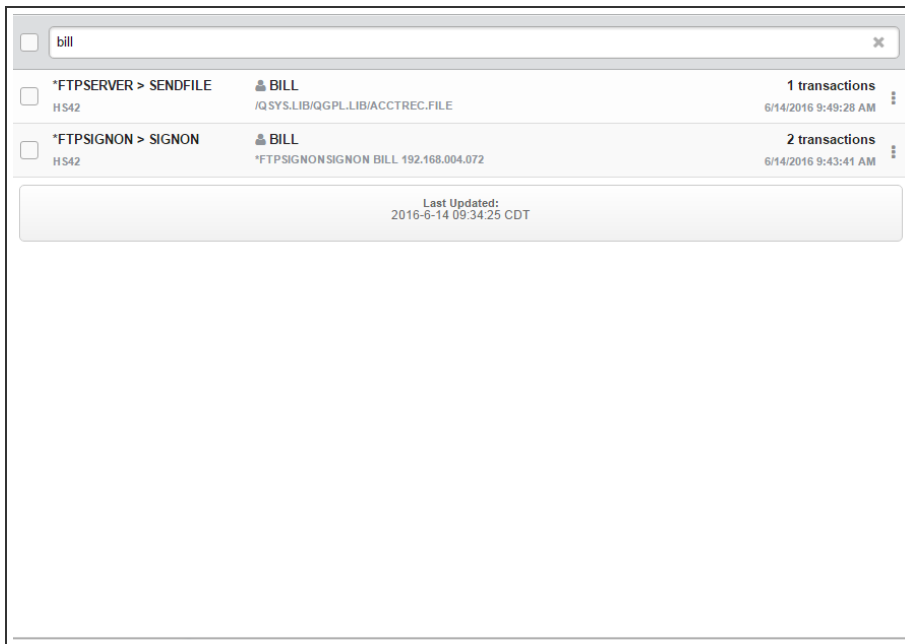 bill
*FTPSERVER > SENDFILE BILL 1 transactions
HS42 /QSYS.LIB/QGPL.LIB/ACCTREC.FILE 6/14/2016 9:49:28 AM
*FTPSIGNON > SIGNON BILL 2 transactions
HS42 *FTPSIGNONSIGNON BILL 192.168.004.072 6/14/2016 9:43:41 AM
Last Updated:
2016-6-14 09:34:25 CDT